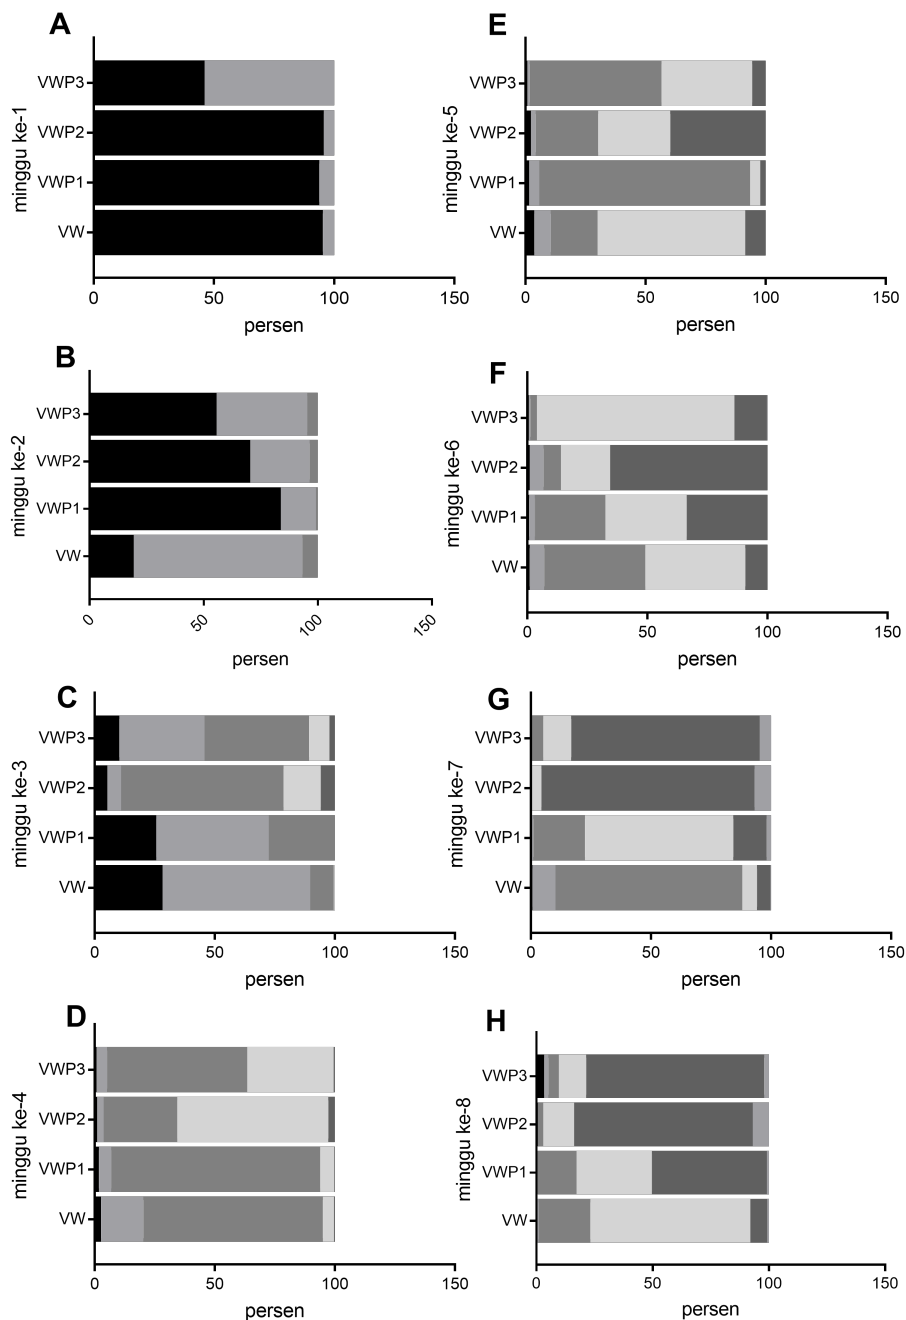 A
minggu ke-1
VWP3
VWP2
VWP1
VW
0 50 100 150
persen
B
minggu ke-2
VWP3
VWP2
VWP1
VW
0 50 100 150
persen
C
minggu ke-3
VWP3
VWP2
VWP1
VW
0 50 100 150
persen
D
minggu ke-4
VWP3
VWP2
VWP1
VW
0 50 100 150
persen
E
minggu ke-5
VWP3
VWP2
VWP1
VW
0 50 100 150
persen
F
minggu ke-6
VWP3
VWP2
VWP1
VW
0 50 100 150
persen
G
minggu ke-7
VWP3
VWP2
VWP1
VW
0 50 100 150
persen
H
minggu ke-8
VWP3
VWP2
VWP1
VW
0 50 100 150
persen